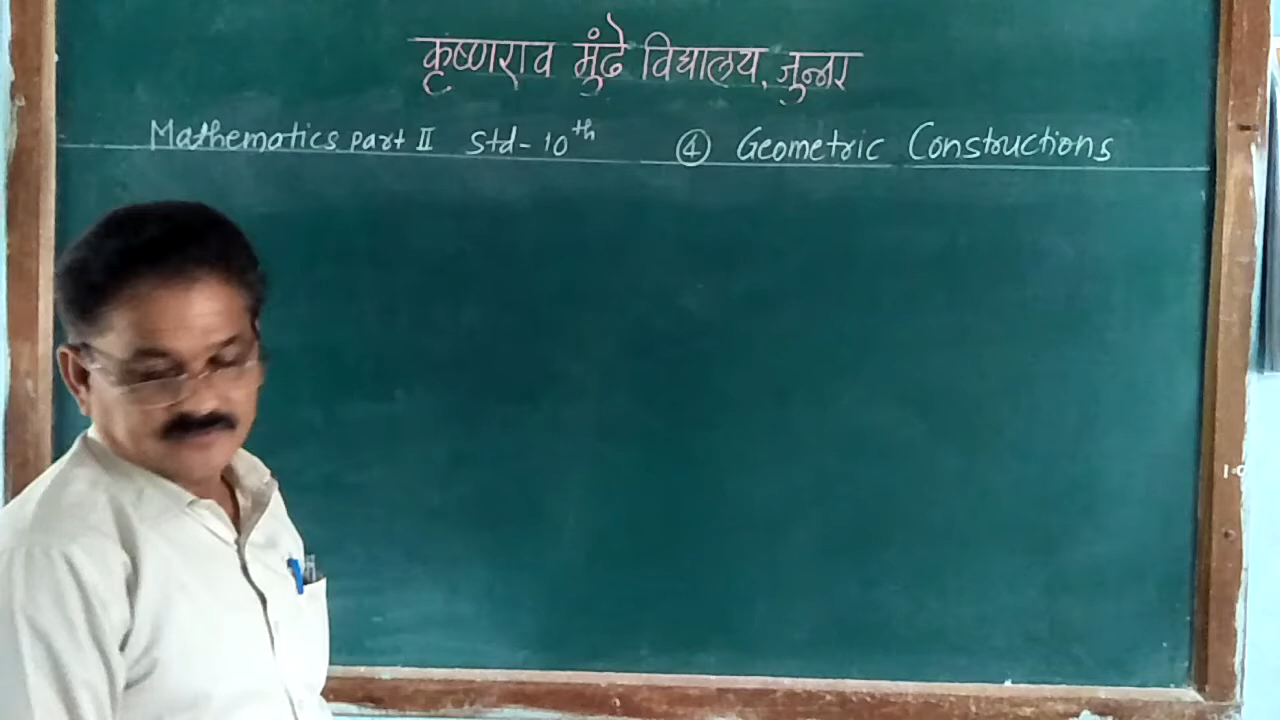 कृष्णराव मुंढे विद्यालय, जुन्नर
Mathematics part II Std - 10th ④ Geometric Constructions